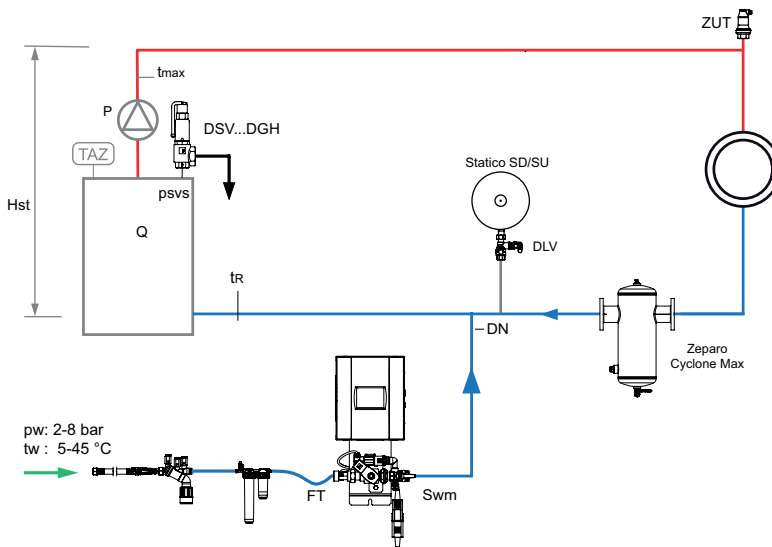 ZUT
tmax
P
DSV...DGH
TAZ
Statico SD/SU
psvs
Hst
Q
DLV
tR
DN
Zeparo
Cyclone Max
pw: 2-8 bar
tw : 5-45 °C
FT
Swm